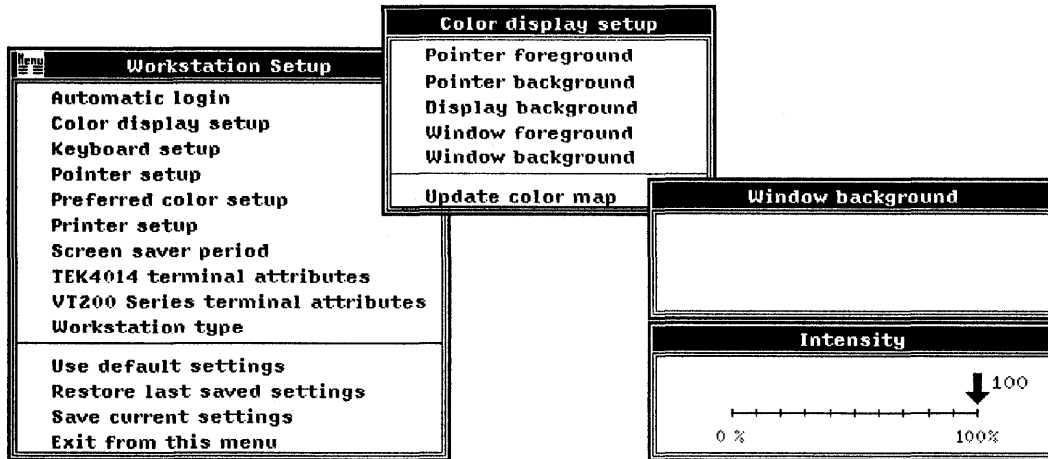 Menu
Workstation Setup
Automatic login
Color display setup
Keyboard setup
Pointer setup
Preferred color setup
Printer setup
Screen saver period
TEK4014 terminal attributes
VT200 Series terminal attributes
Workstation type
Use default settings
Restore last saved settings
Save current settings
Exit from this menu
Color display setup
Pointer foreground
Pointer background
Display background
Window foreground
Window background
Update color map
Window background
Intensity
100
0 %
100%